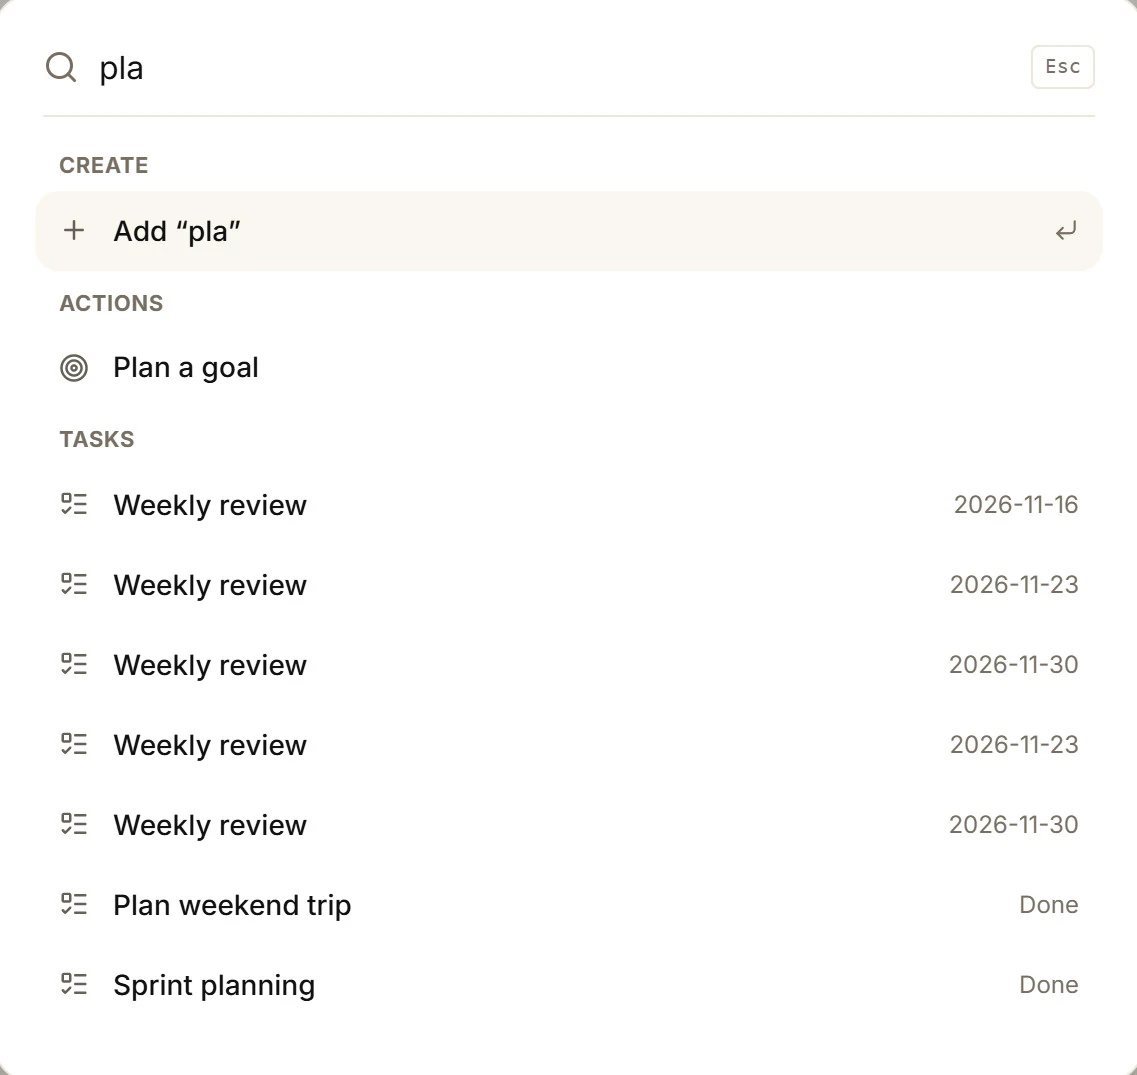 pla
Esc
CREATE
Add “pla”
ACTIONS
Plan a goal
TASKS
Weekly review 2026-11-16
Weekly review 2026-11-23
Weekly review 2026-11-30
Weekly review 2026-11-23
Weekly review 2026-11-30
Plan weekend trip Done
Sprint planning Done